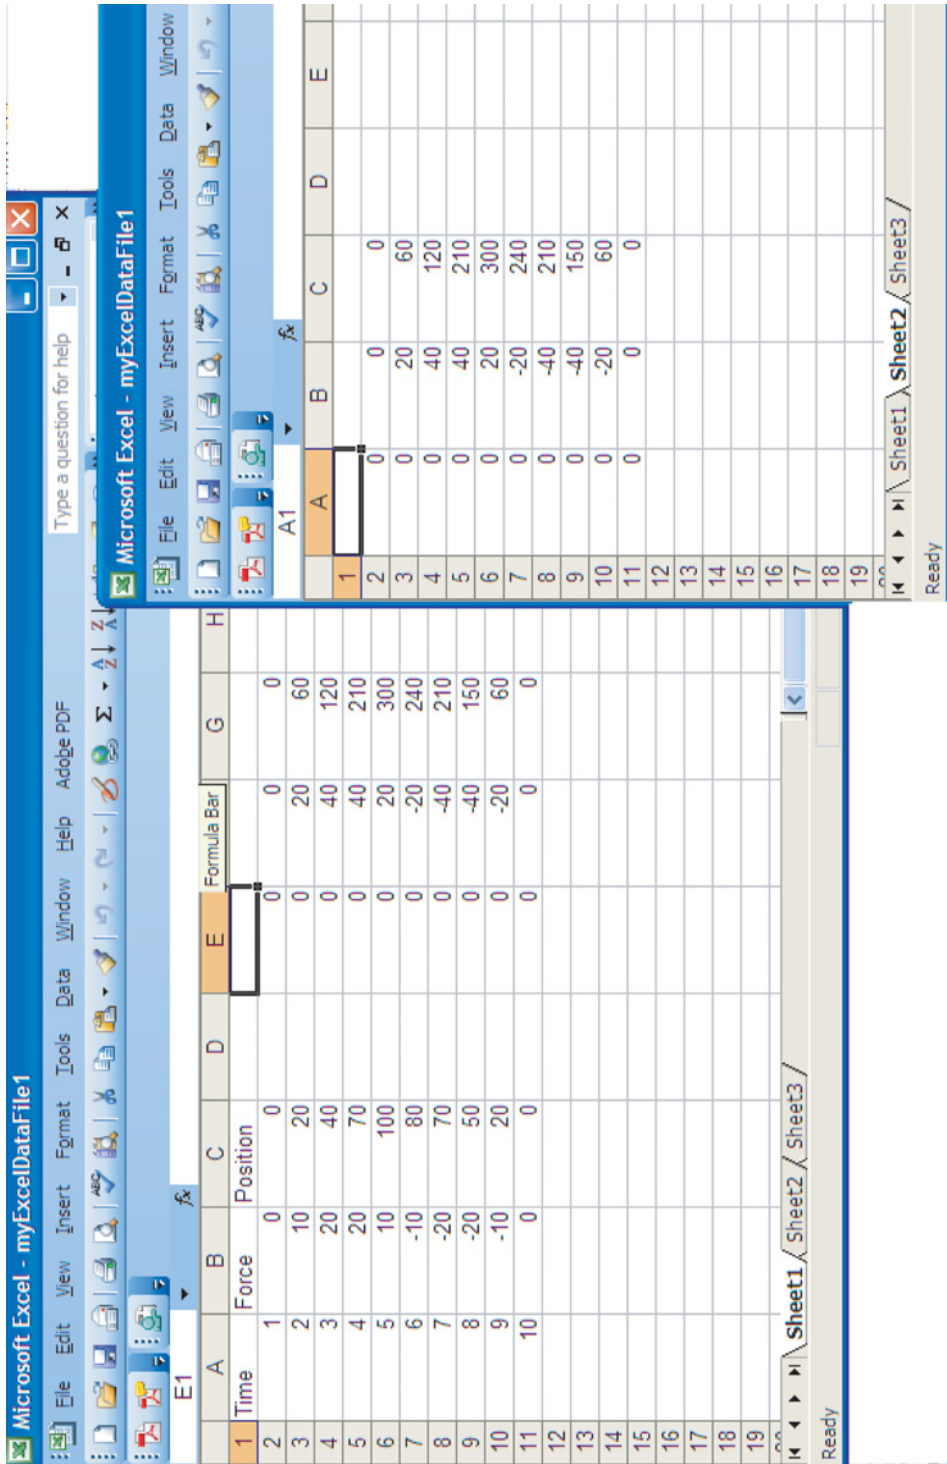 Microsoft Excel - myExcelDataFile1
File Edit View Insert Format Tools Data Window Help Adobe PDF
Type a question for help
E1
fx
Formula Bar
A B C D E G H
1 Time Force Position
2 1 0 0 0 0 0
3 2 10 20 0 20 60
4 3 20 40 0 40 120
5 4 20 70 0 40 210
6 5 10 100 0 20 300
7 6 -10 80 0 -20 240
8 7 -20 70 0 -40 210
9 8 -20 50 0 -40 150
10 9 -10 20 0 -20 60
11 10 0 0 0 0 0
12
13
14
15
16
17
18
19
Sheet1 Sheet2 Sheet3
Ready
Microsoft Excel - myExcelDataFile1
File Edit View Insert Format Tools Data Window
ABC
A1
fx
A B C D E
1
2 0 0 0
3 0 20 60
4 0 40 120
5 0 40 210
6 0 20 300
7 0 -20 240
8 0 -40 210
9 0 -40 150
10 0 -20 60
11 0 0 0
12
13
14
15
16
17
18
19
Sheet1 Sheet2 Sheet3
Ready